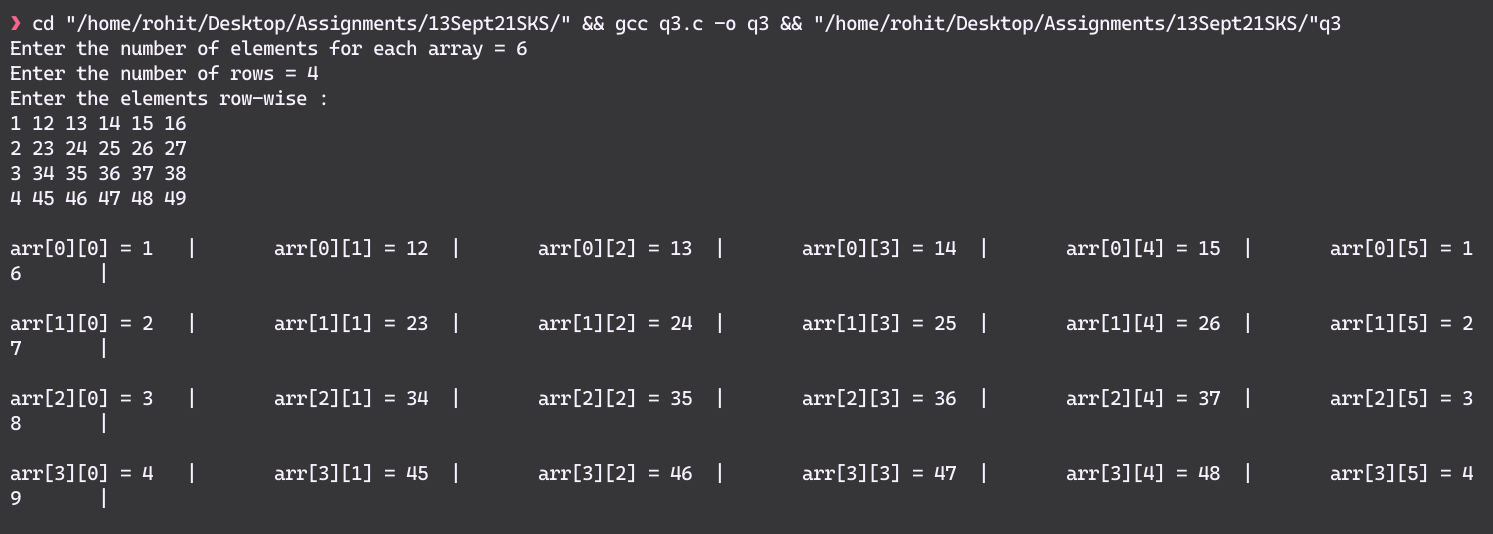 ❯ cd "/home/rohit/Desktop/Assignments/13Sept21SKS/" && gcc q3.c -o q3 && "/home/rohit/Desktop/Assignments/13Sept21SKS/"q3
Enter the number of elements for each array = 6
Enter the number of rows = 4
Enter the elements row-wise :
1 12 13 14 15 16
2 23 24 25 26 27
3 34 35 36 37 38
4 45 46 47 48 49

arr[0][0] = 1   |       arr[0][1] = 12  |       arr[0][2] = 13  |       arr[0][3] = 14  |       arr[0][4] = 15  |       arr[0][5] = 1
6       |

arr[1][0] = 2   |       arr[1][1] = 23  |       arr[1][2] = 24  |       arr[1][3] = 25  |       arr[1][4] = 26  |       arr[1][5] = 2
7       |

arr[2][0] = 3   |       arr[2][1] = 34  |       arr[2][2] = 35  |       arr[2][3] = 36  |       arr[2][4] = 37  |       arr[2][5] = 3
8       |

arr[3][0] = 4   |       arr[3][1] = 45  |       arr[3][2] = 46  |       arr[3][3] = 47  |       arr[3][4] = 48  |       arr[3][5] = 4
9       |